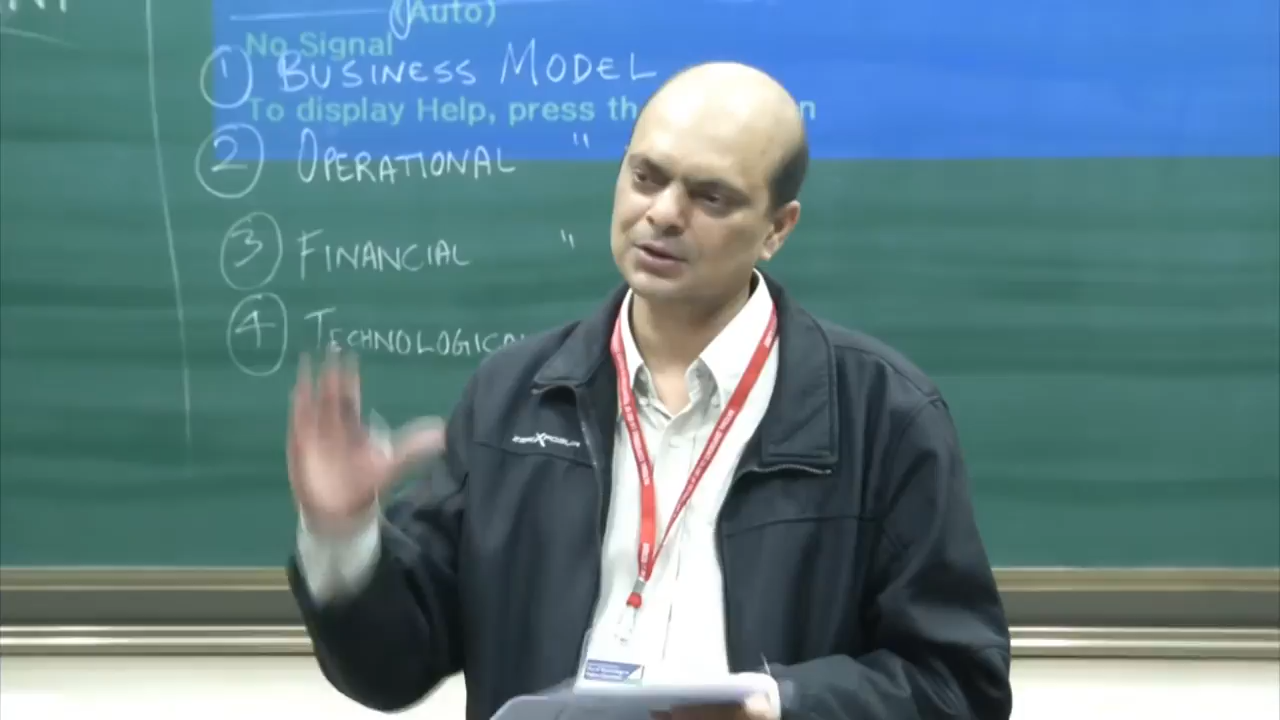 (Auto)
No Signal
① BUSINESS MODEL
To display Help, press th n
② OPERATIONAL "
③ FINANCIAL "
④ TECHNOLOGICA